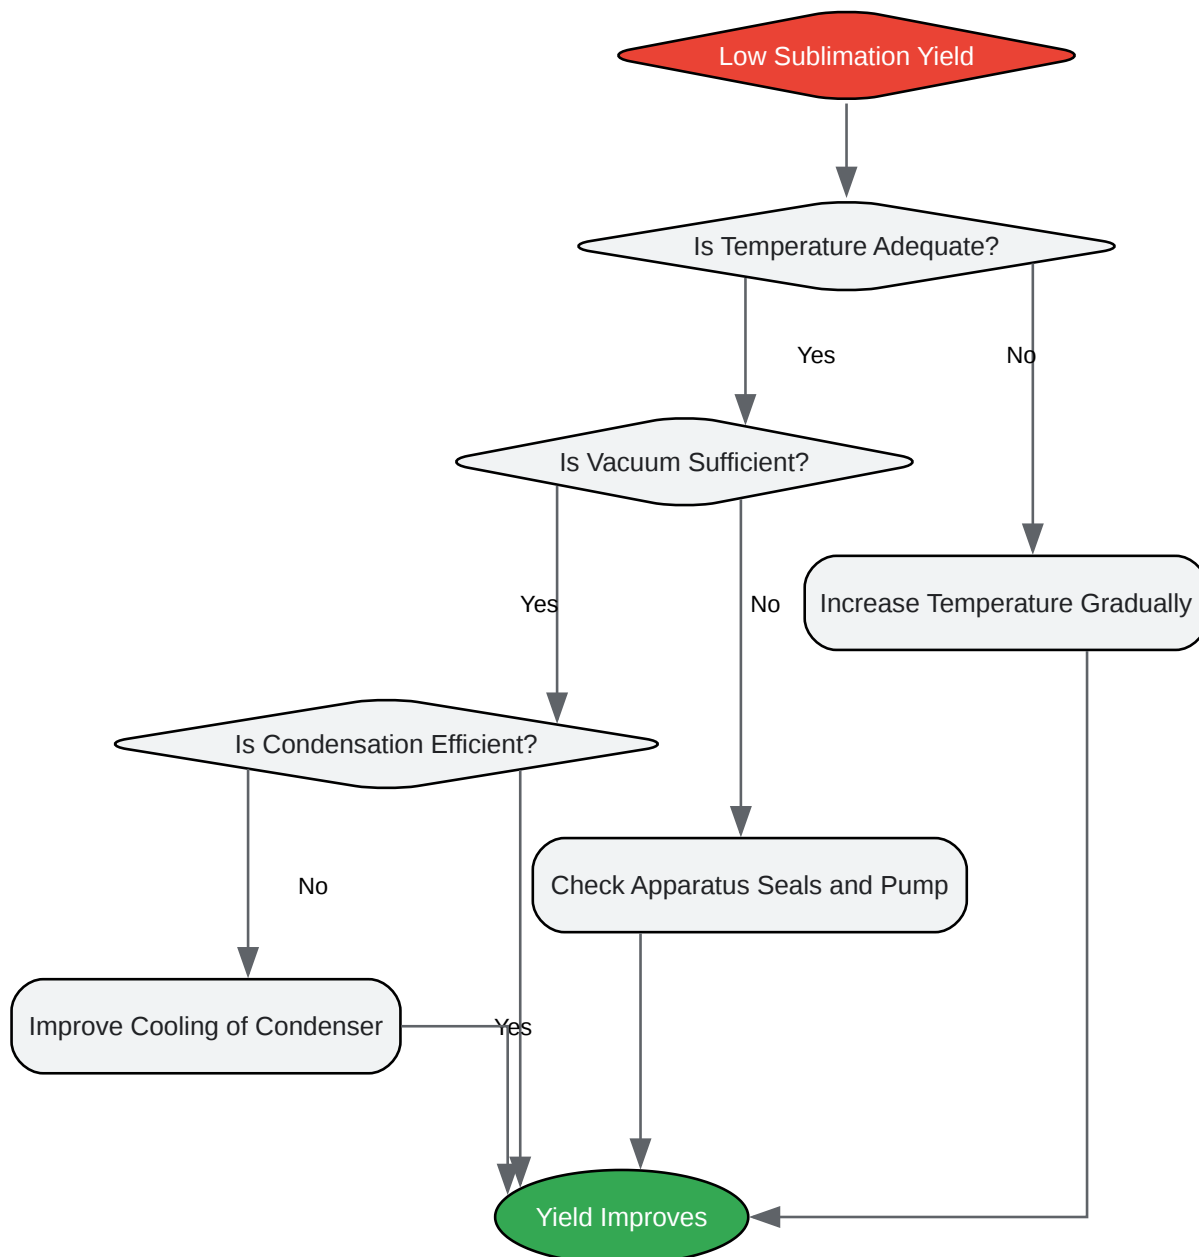 Low Sublimation Yield
Is Temperature Adequate?
Yes
No
Is Vacuum Sufficient?
Yes
No
Increase Temperature Gradually
Is Condensation Efficient?
No
Check Apparatus Seals and Pump
Improve Cooling of Condenser
Yes
Yield Improves